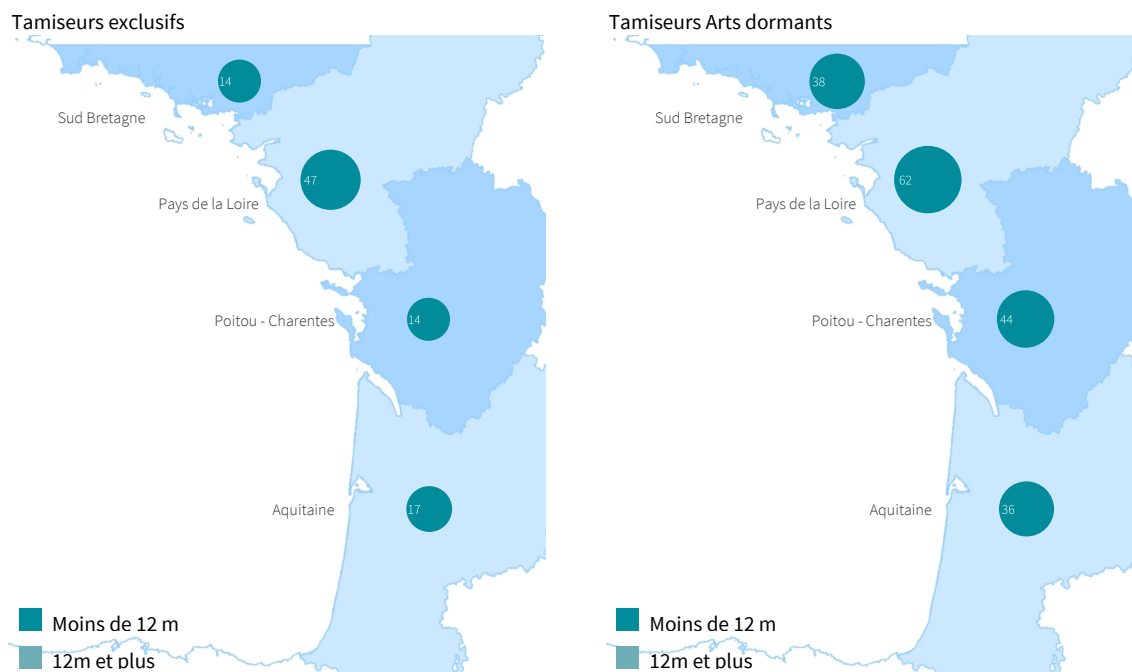 Tamiseurs exclusifs
14
Sud Bretagne
47
Pays de la Loire
14
Poitou - Charentes
17
Aquitaine
Moins de 12 m
12m et plus
Tamiseurs Arts dormants
38
Sud Bretagne
62
Pays de la Loire
44
Poitou - Charentes
36
Aquitaine
Moins de 12 m
12m et plus